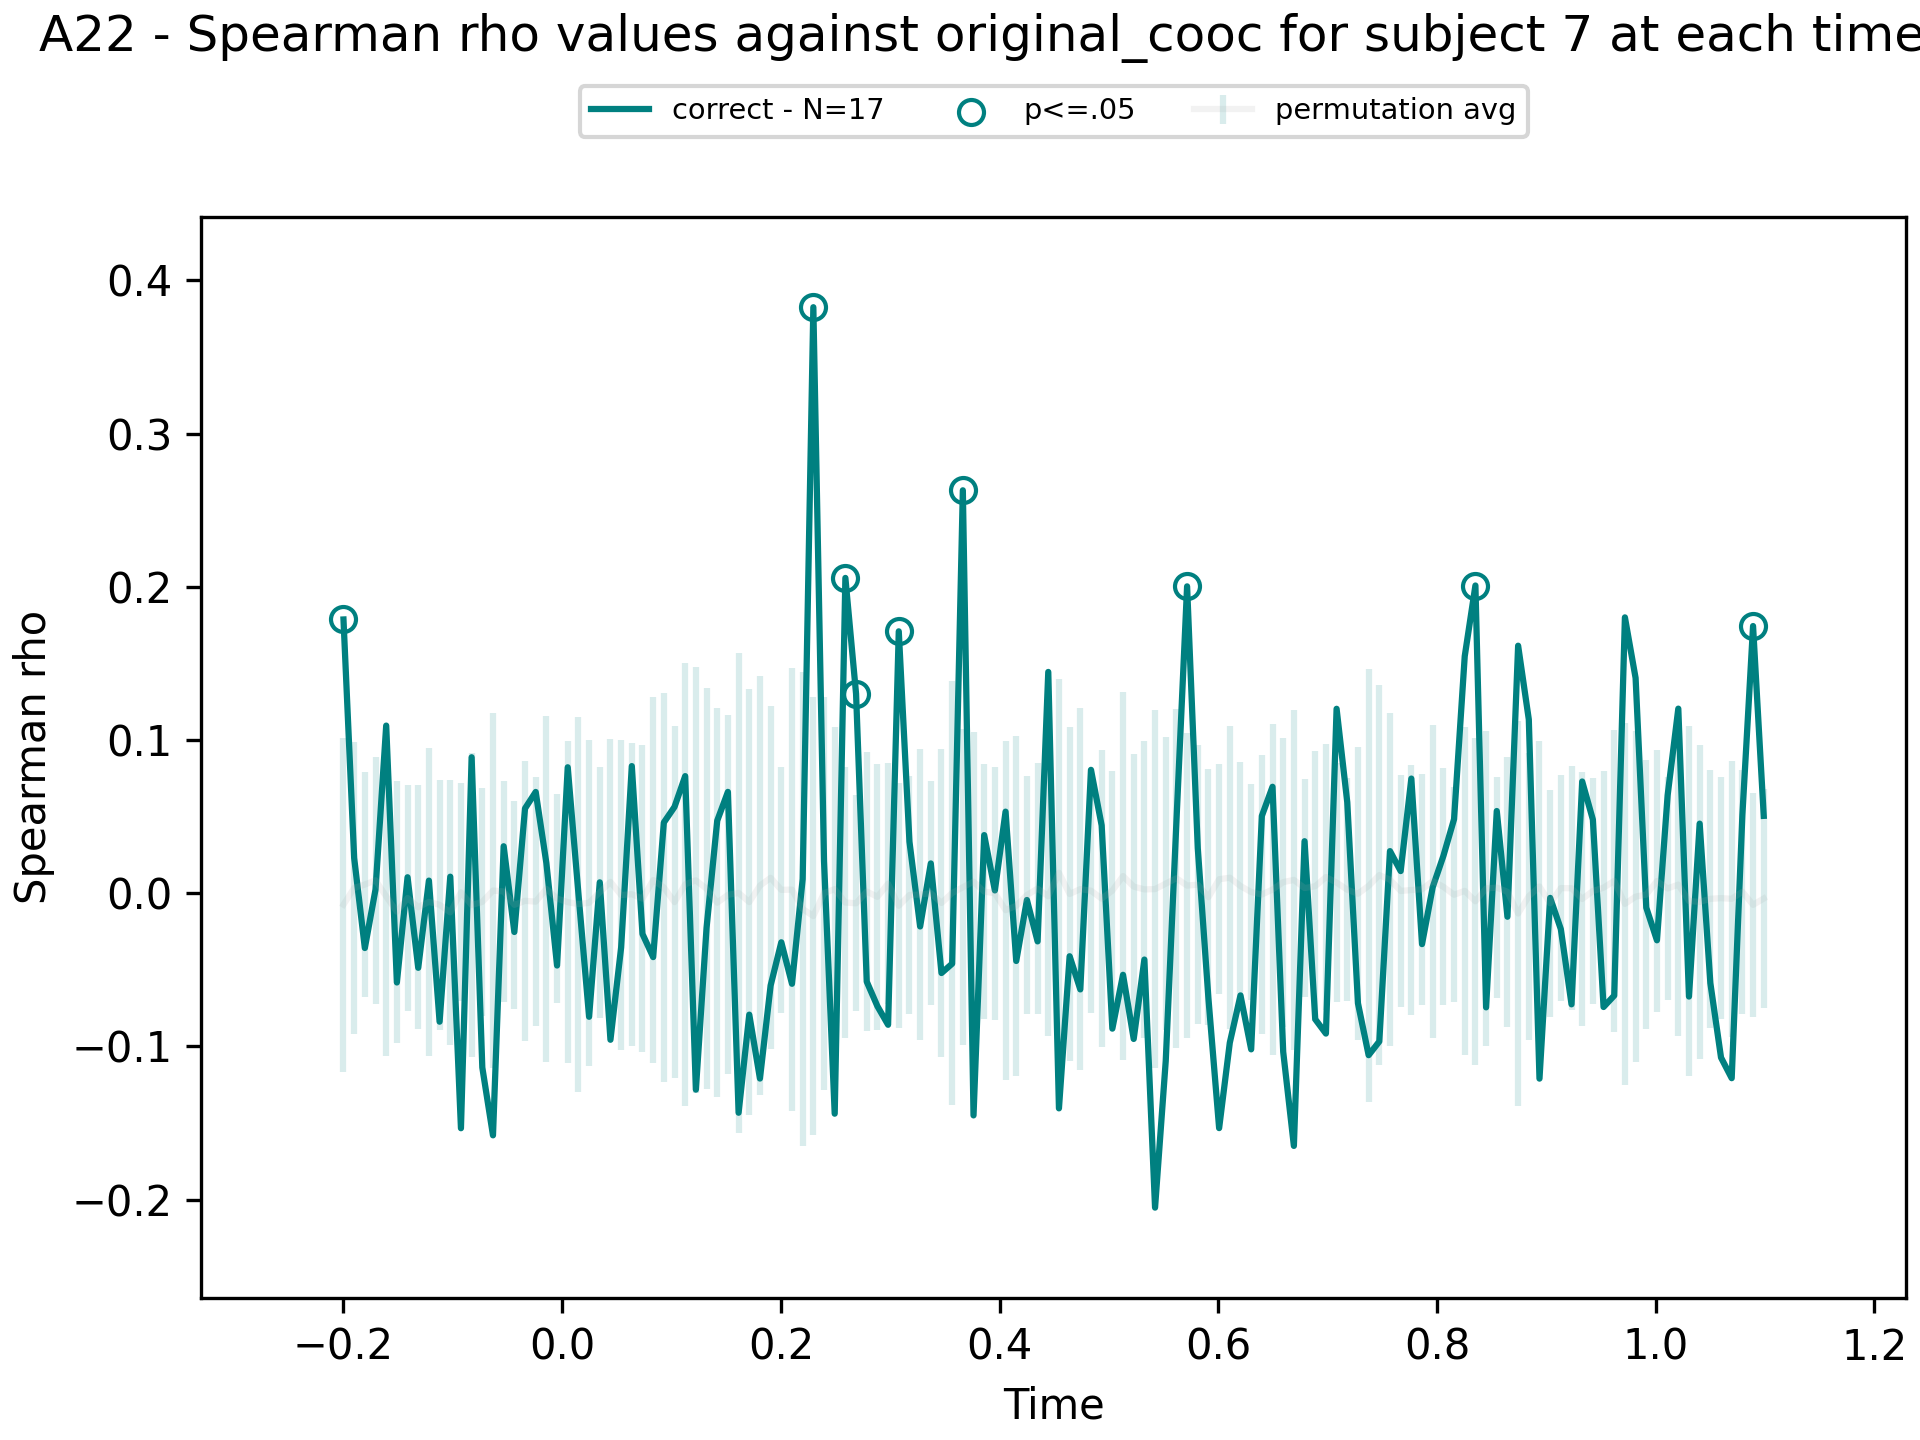 A22 - Spearman rho values against original_cooc for subject 7 at each time
correct - N=17 p<=.05 permutation avg
0.4
0.3
0.2
0.1
0.0
−0.1
−0.2
Spearman rho
−0.2 0.0 0.2 0.4 0.6 0.8 1.0 1.2
Time